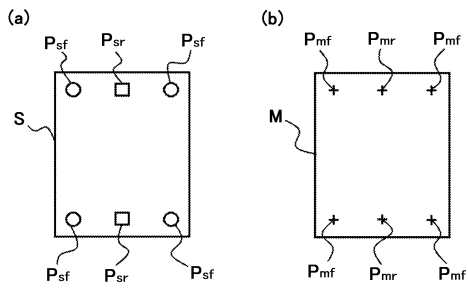 (a)
Psf Psr Psf
S
Psf Psr Psf
(b)
Pmf Pmr Pmf
M
Pmf Pmr Pmf